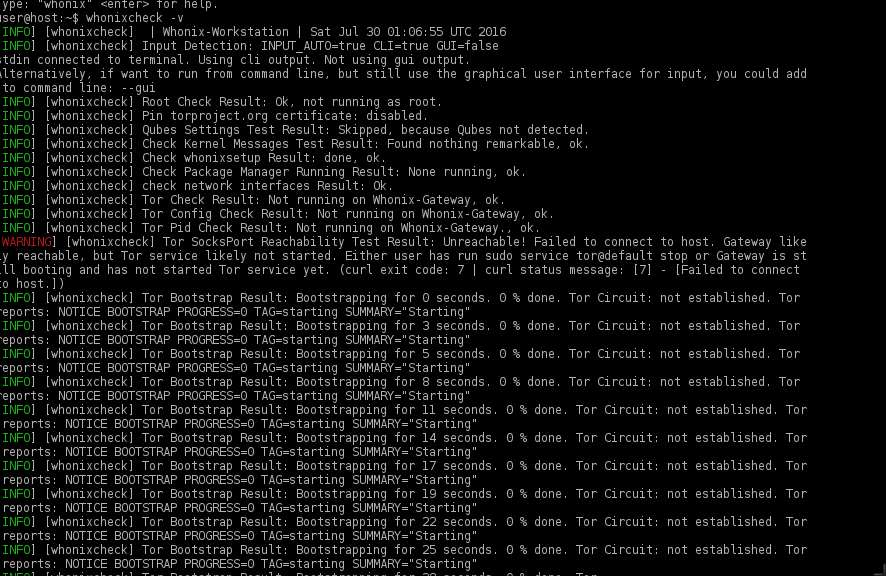 ype: "whonix" <enter> for help.
user@host:~$ whonixcheck -v
INFO] [whonixcheck]  | Whonix-Workstation | Sat Jul 30 01:06:55 UTC 2016
INFO] [whonixcheck] Input Detection: INPUT_AUTO=true CLI=true GUI=false
stdin connected to terminal. Using cli output. Not using gui output.
Alternatively, if want to run from command line, but still use the graphical user interface for input, you could add
 to command line: --gui
INFO] [whonixcheck] Root Check Result: Ok, not running as root.
INFO] [whonixcheck] Pin torproject.org certificate: disabled.
INFO] [whonixcheck] Qubes Settings Test Result: Skipped, because Qubes not detected.
INFO] [whonixcheck] Check Kernel Messages Test Result: Found nothing remarkable, ok.
INFO] [whonixcheck] Check whonixsetup Result: done, ok.
INFO] [whonixcheck] Check Package Manager Running Result: None running, ok.
INFO] [whonixcheck] check network interfaces Result: Ok.
INFO] [whonixcheck] Tor Check Result: Not running on Whonix-Gateway, ok.
INFO] [whonixcheck] Tor Config Check Result: Not running on Whonix-Gateway, ok.
INFO] [whonixcheck] Tor Pid Check Result: Not running on Whonix-Gateway., ok.
WARNING] [whonixcheck] Tor SocksPort Reachability Test Result: Unreachable! Failed to connect to host. Gateway like
ly reachable, but Tor service likely not started. Either user has run sudo service tor@default stop or Gateway is st
ill booting and has not started Tor service yet. (curl exit code: 7 | curl status message: [7] - [Failed to connect
to host.])
INFO] [whonixcheck] Tor Bootstrap Result: Bootstrapping for 0 seconds. 0 % done. Tor Circuit: not established. Tor
reports: NOTICE BOOTSTRAP PROGRESS=0 TAG=starting SUMMARY="Starting"
INFO] [whonixcheck] Tor Bootstrap Result: Bootstrapping for 3 seconds. 0 % done. Tor Circuit: not established. Tor
reports: NOTICE BOOTSTRAP PROGRESS=0 TAG=starting SUMMARY="Starting"
INFO] [whonixcheck] Tor Bootstrap Result: Bootstrapping for 5 seconds. 0 % done. Tor Circuit: not established. Tor
reports: NOTICE BOOTSTRAP PROGRESS=0 TAG=starting SUMMARY="Starting"
INFO] [whonixcheck] Tor Bootstrap Result: Bootstrapping for 8 seconds. 0 % done. Tor Circuit: not established. Tor
reports: NOTICE BOOTSTRAP PROGRESS=0 TAG=starting SUMMARY="Starting"
INFO] [whonixcheck] Tor Bootstrap Result: Bootstrapping for 11 seconds. 0 % done. Tor Circuit: not established. Tor
 reports: NOTICE BOOTSTRAP PROGRESS=0 TAG=starting SUMMARY="Starting"
INFO] [whonixcheck] Tor Bootstrap Result: Bootstrapping for 14 seconds. 0 % done. Tor Circuit: not established. Tor
 reports: NOTICE BOOTSTRAP PROGRESS=0 TAG=starting SUMMARY="Starting"
INFO] [whonixcheck] Tor Bootstrap Result: Bootstrapping for 17 seconds. 0 % done. Tor Circuit: not established. Tor
 reports: NOTICE BOOTSTRAP PROGRESS=0 TAG=starting SUMMARY="Starting"
INFO] [whonixcheck] Tor Bootstrap Result: Bootstrapping for 19 seconds. 0 % done. Tor Circuit: not established. Tor
 reports: NOTICE BOOTSTRAP PROGRESS=0 TAG=starting SUMMARY="Starting"
INFO] [whonixcheck] Tor Bootstrap Result: Bootstrapping for 22 seconds. 0 % done. Tor Circuit: not established. Tor
 reports: NOTICE BOOTSTRAP PROGRESS=0 TAG=starting SUMMARY="Starting"
INFO] [whonixcheck] Tor Bootstrap Result: Bootstrapping for 25 seconds. 0 % done. Tor Circuit: not established. Tor
 reports: NOTICE BOOTSTRAP PROGRESS=0 TAG=starting SUMMARY="Starting"